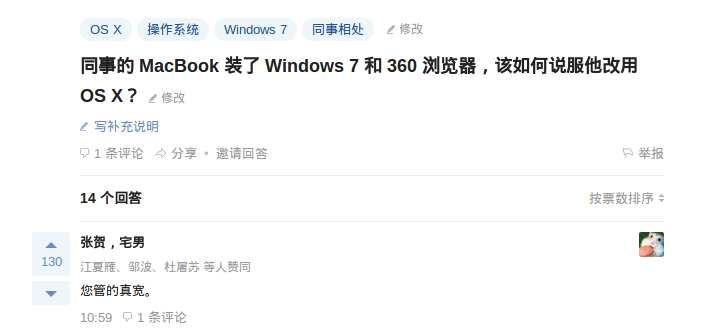 OS X 操作系统 Windows 7 同事相处 修改
同事的 MacBook 装了 Windows 7 和 360 浏览器，该如何说服他改用
OS X？ 修改
写补充说明
1 条评论 分享 • 邀请回答 举报
14 个回答 按票数排序
张贺，宅男
130
江夏雁、邹波、杜屠苏 等人赞同
您管的真宽。
10:59 1 条评论